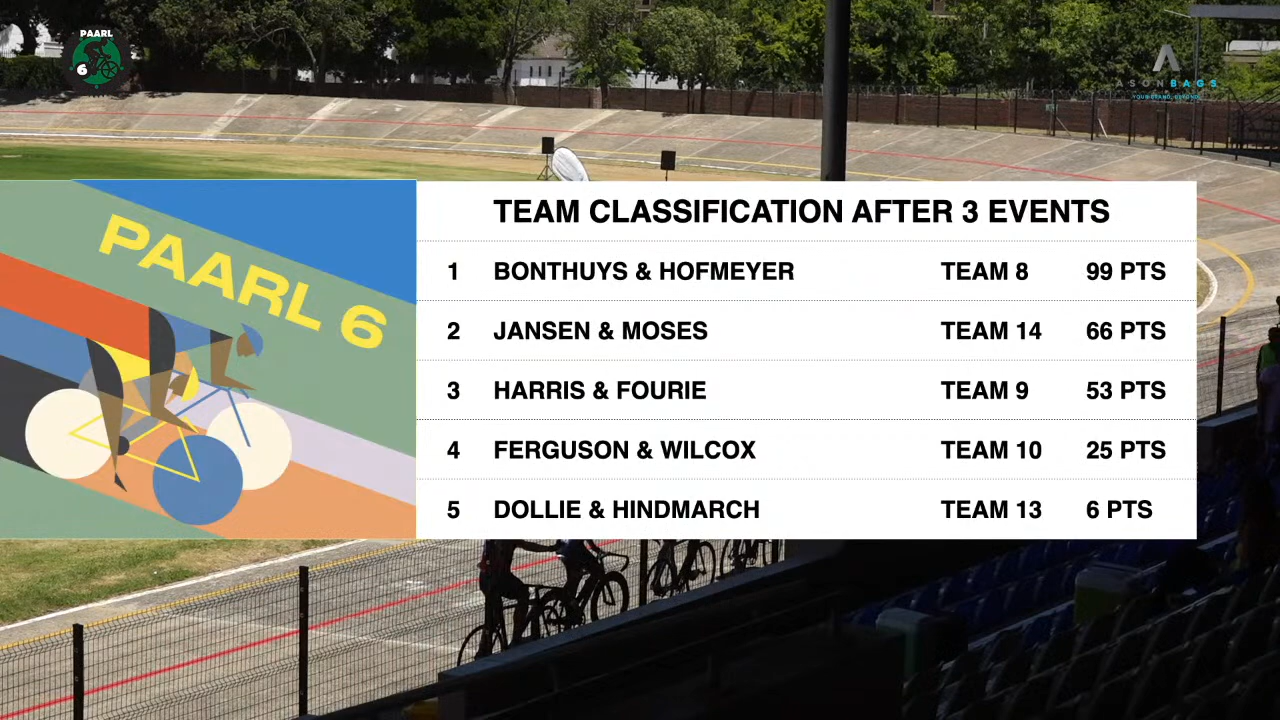 PAARL
6
ASONBAGS
PAARL 6
TEAM CLASSIFICATION AFTER 3 EVENTS
1 BONTHUYS & HOFMEYER TEAM 8 99 PTS
2 JANSEN & MOSES TEAM 14 66 PTS
3 HARRIS & FOURIE TEAM 9 53 PTS
4 FERGUSON & WILCOX TEAM 10 25 PTS
5 DOLLIE & HINDMARCH TEAM 13 6 PTS